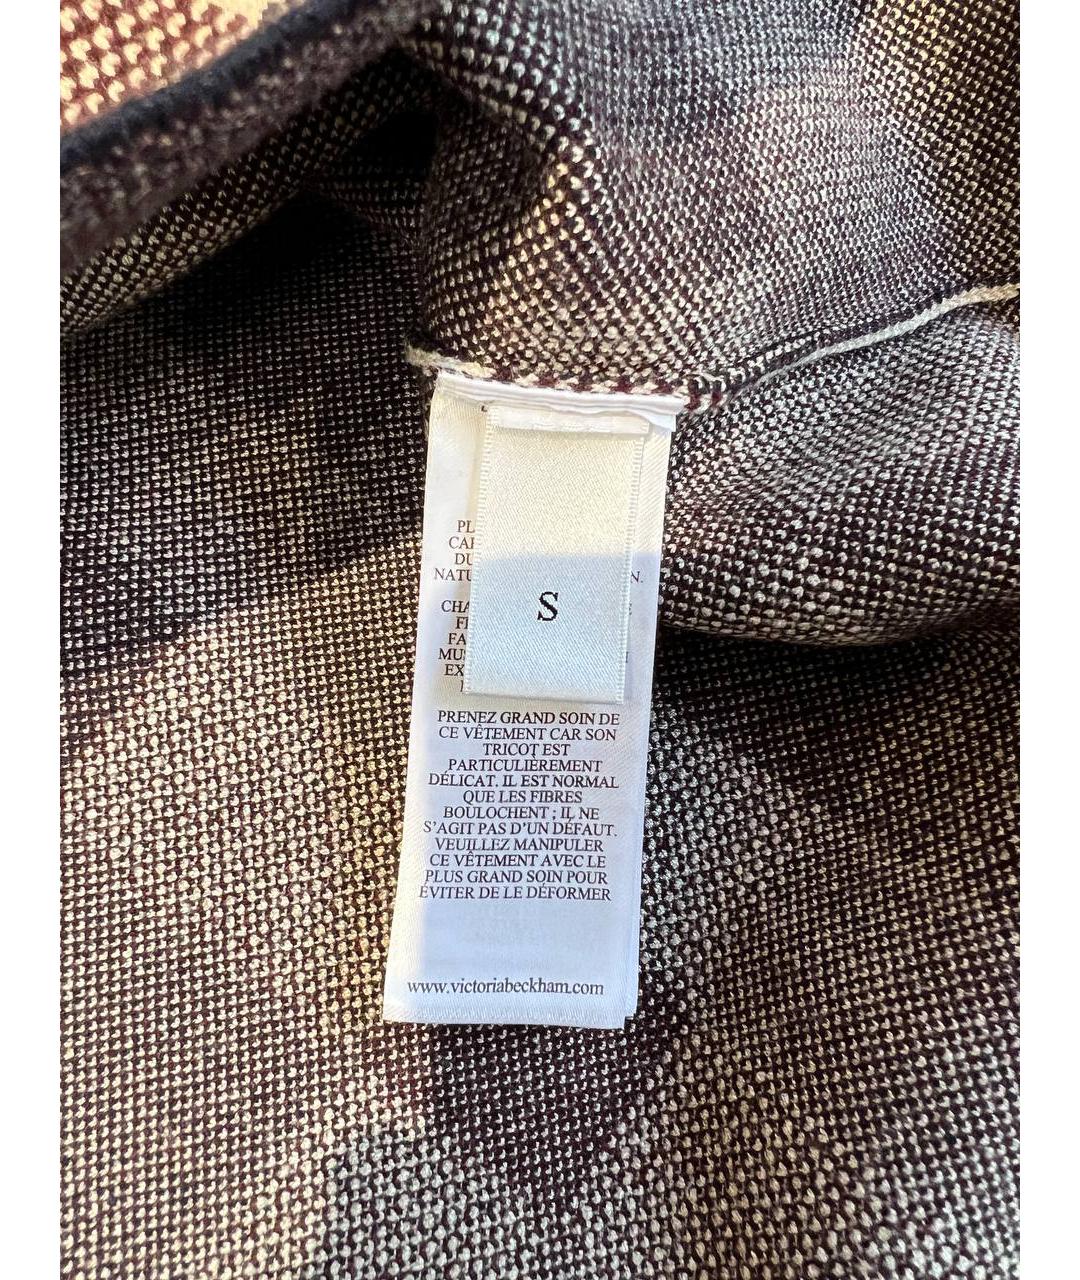 S
PRENEZ GRAND SOIN DE
CE VÊTEMENT CAR SON
TRICOT EST
PARTICULIÈREMENT
DÉLICAT. IL EST NORMAL
QUE LES FIBRES
BOULOCHENT ; IL NE
S'AGIT PAS D'UN DÉFAUT.
VEUILLEZ MANIPULER
CE VÊTEMENT AVEC LE
PLUS GRAND SOIN POUR
ÉVITER DE LE DÉFORMER
www.victoriabeckham.com